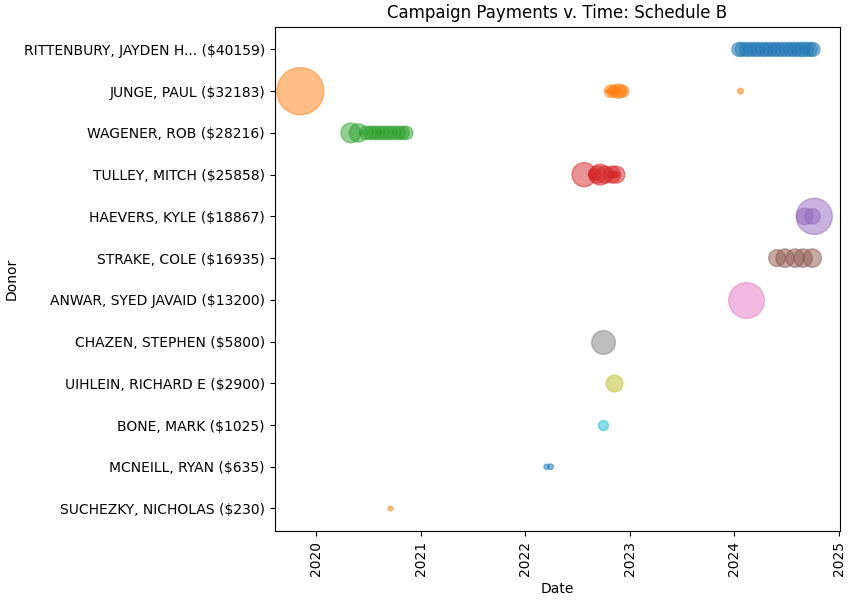 Campaign Payments v. Time: Schedule B
RITTENBURY, JAYDEN H... ($40159)
JUNGE, PAUL ($32183)
WAGENER, ROB ($28216)
TULLEY, MITCH ($25858)
HAEVERS, KYLE ($18867)
STRAKE, COLE ($16935)
ANWAR, SYED JAVAID ($13200)
CHAZEN, STEPHEN ($5800)
UIHLEIN, RICHARD E ($2900)
BONE, MARK ($1025)
MCNEILL, RYAN ($635)
SUCHEZKY, NICHOLAS ($230)
Donor
2020
2021
2022
2023
2024
2025
Date